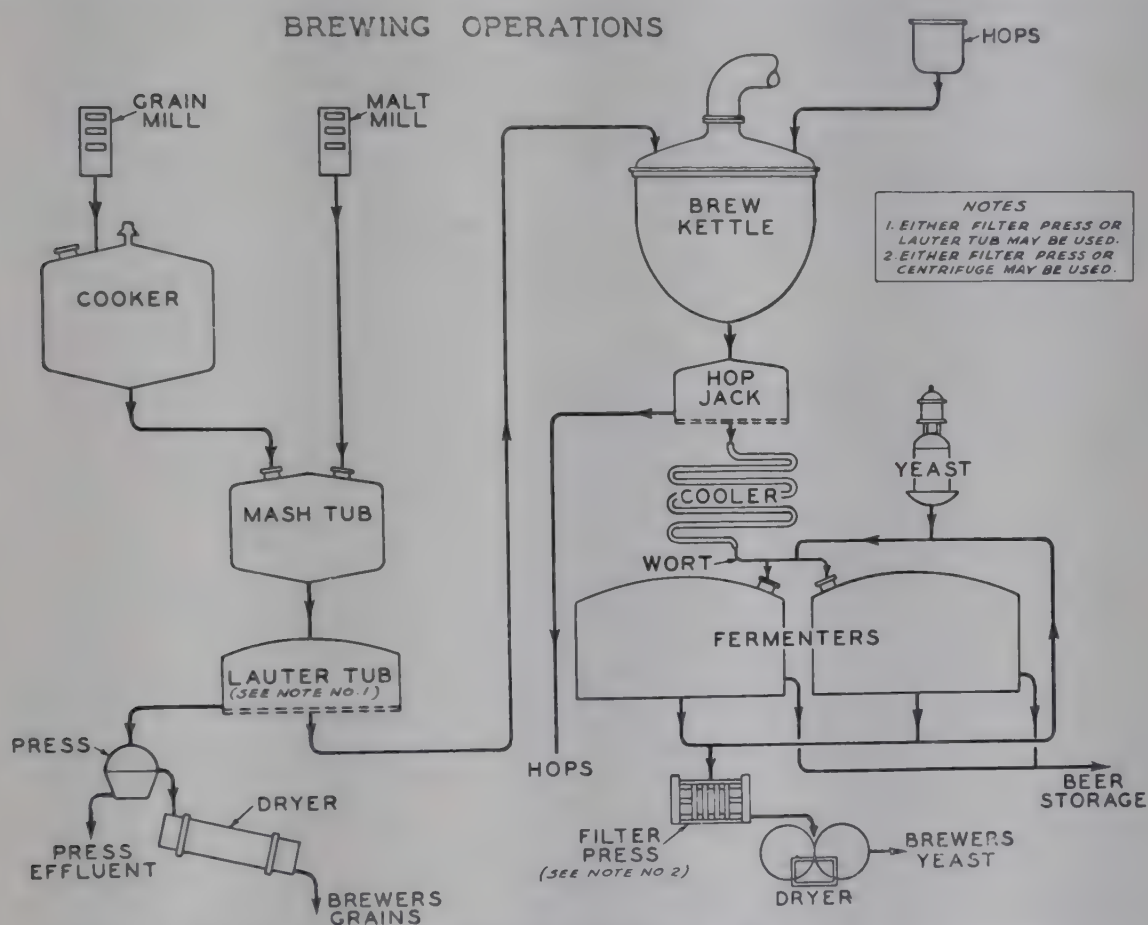 BREWING OPERATIONS
HOPS
GRAIN
MILL
MALT
MILL
BREW
KETTLE
NOTES
1. EITHER FILTER PRESS OR
LAUTER TUB MAY BE USED.
2. EITHER FILTER PRESS OR
CENTRIFUGE MAY BE USED.
COOKER
HOP
JACK
YEAST
COOLER
MASH TUB
WORT
FERMENTERS
LAUTER TUB
(SEE NOTE NO. 1)
PRESS
HOPS
BEER
STORAGE
DRYER
PRESS
EFFLUENT
BREWERS
GRAINS
FILTER
PRESS
(SEE NOTE NO 2)
BREWERS
YEAST
DRYER